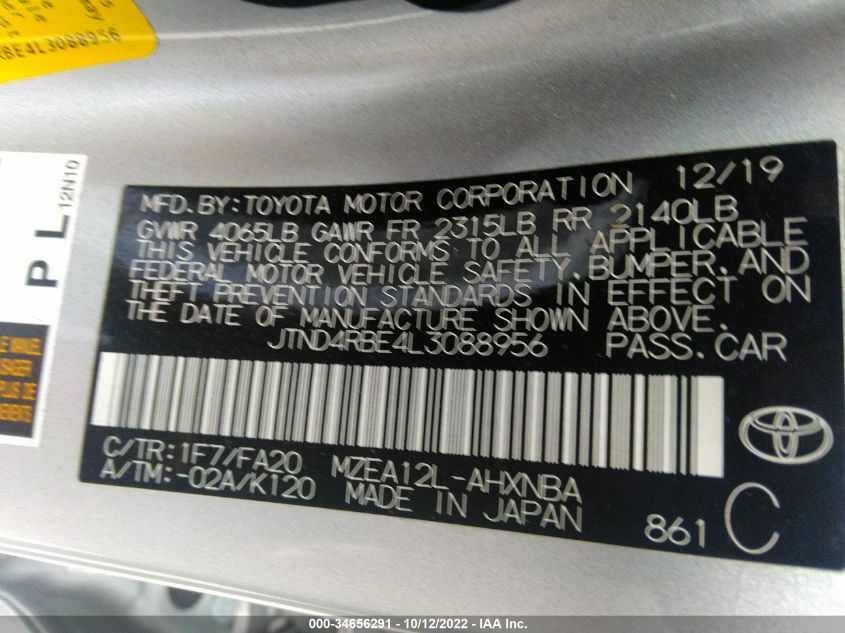 RBE4L3088956
PL
12N10
MFD.BY:TOYOTA MOTOR CORPORATION 12/19
GVWR 4065LB GAWR FR 2315LB RR 2140LB
THIS VEHICLE CONFORMS TO ALL APPLICABLE
FEDERAL MOTOR VEHICLE SAFETY,BUMPER,AND
THEFT PREVENTION STANDARDS IN EFFECT ON
THE DATE OF MANUFACTURE SHOWN ABOVE.
JTND4RBE4L3088956 PASS.CAR
C/TR:1F7/FA20 MZEA12L-AHXNBA
A/TM:-02A/K120 MADE IN JAPAN
861 C
000-34656291 - 10/12/2022 - IAA Inc.